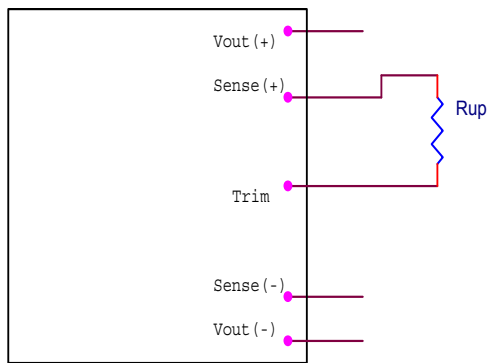 Vout(+)
Sense(+)
Rup
Trim
Sense(-)
Vout(-)